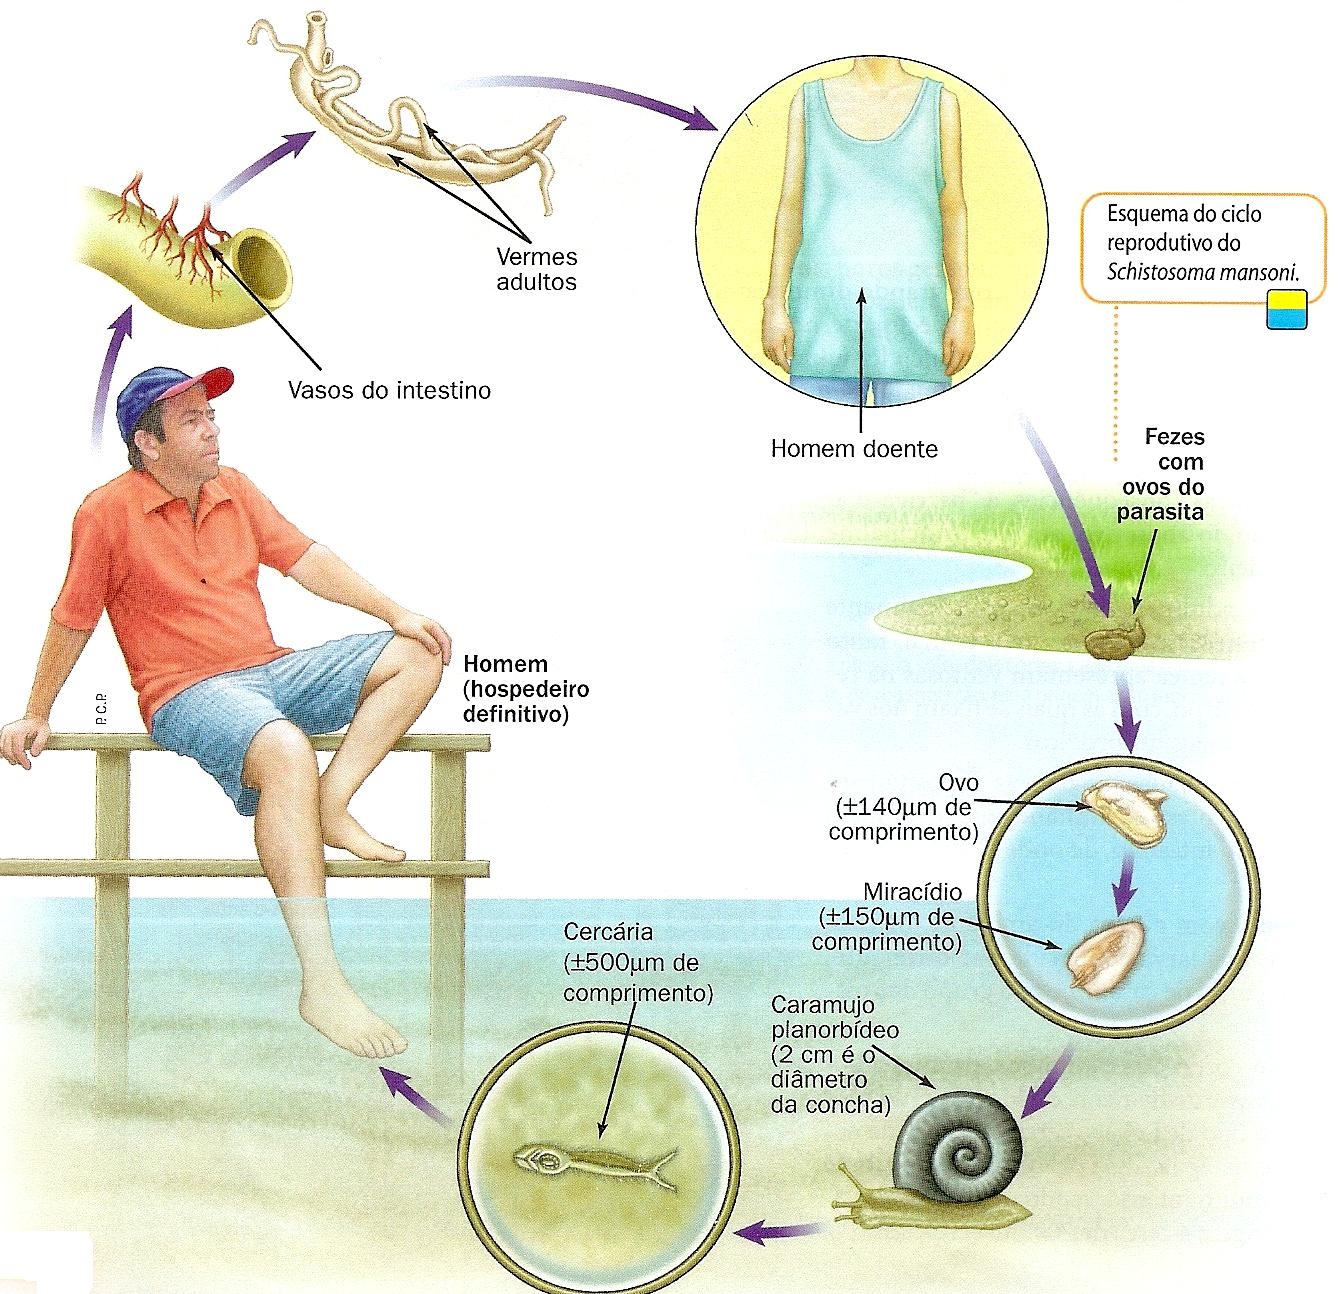 Vermes
adultos
Esquema do ciclo
reprodutivo do
Schistosoma mansoni.
Vasos do intestino
Homem doente
Fezes
com
ovos do
parasita
Homem
(hospedeiro
definitivo)
P. C. P.
Ovo
(±140µm de
comprimento)
Miracídio
(±150µm de
comprimento)
Cercária
(±500µm de
comprimento)
Caramujo
planorbídeo
(2 cm é o
diâmetro
da concha)